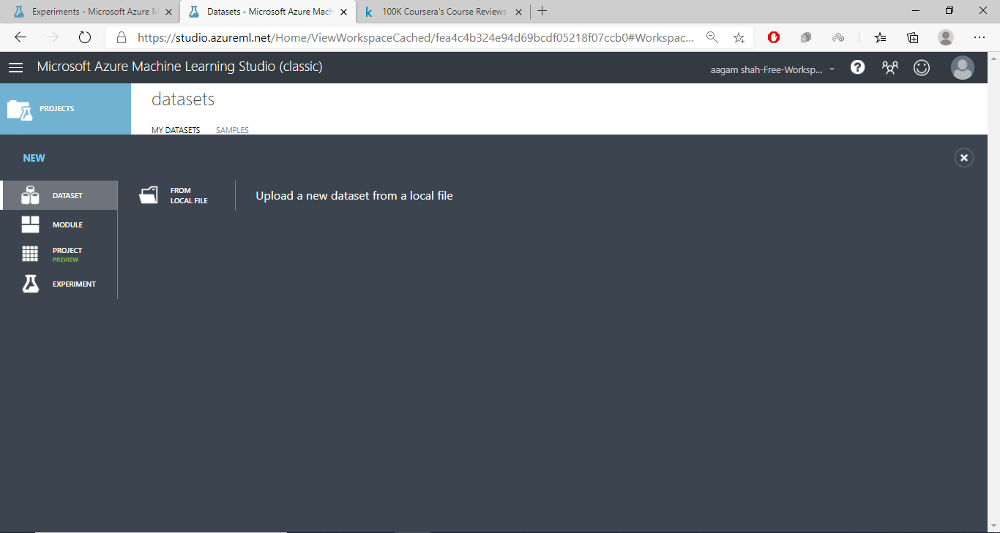 Experiments - Microsoft Azure M
Datasets - Microsoft Azure Mach
k 100K Coursera's Course Reviews
https://studio.azureml.net/Home/ViewWorkspaceCached/fea4c4b324e94d69bcdf05218f07ccb0#Workspac...
Microsoft Azure Machine Learning Studio (classic)
aagam shah-Free-Worksp...
PROJECTS
datasets
MY DATASETS SAMPLES
NEW
DATASET
FROM
LOCAL FILE
Upload a new dataset from a local file
MODULE
PROJECT
PREVIEW
EXPERIMENT